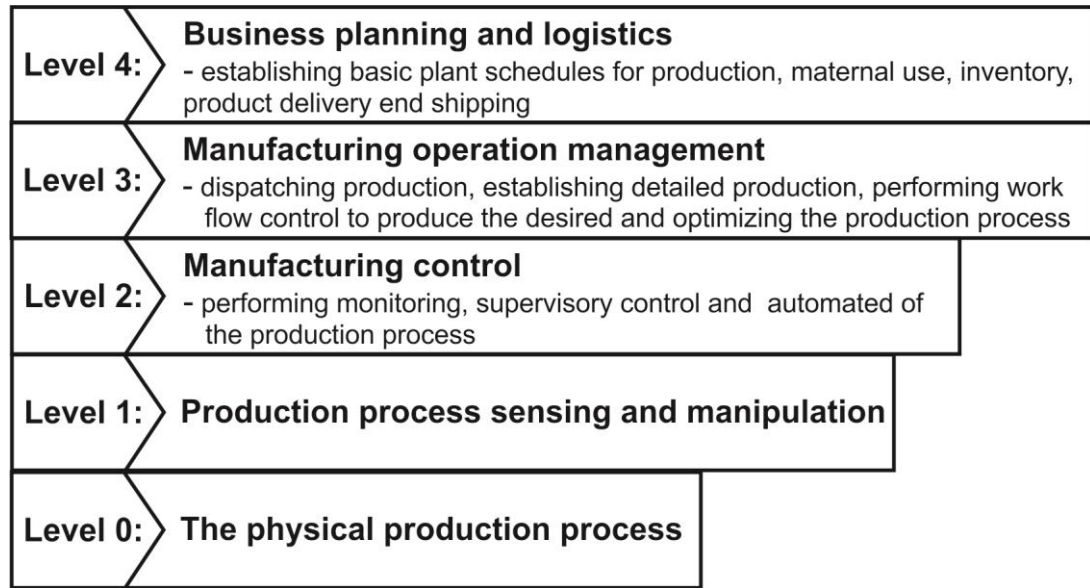 Level 4:
Business planning and logistics
- establishing basic plant schedules for production, maternal use, inventory,
product delivery end shipping
Level 3:
Manufacturing operation management
- dispatching production, establishing detailed production, performing work
flow control to produce the desired and optimizing the production process
Level 2:
Manufacturing control
- performing monitoring, supervisory control and automated of
the production process
Level 1:
Production process sensing and manipulation
Level 0:
The physical production process